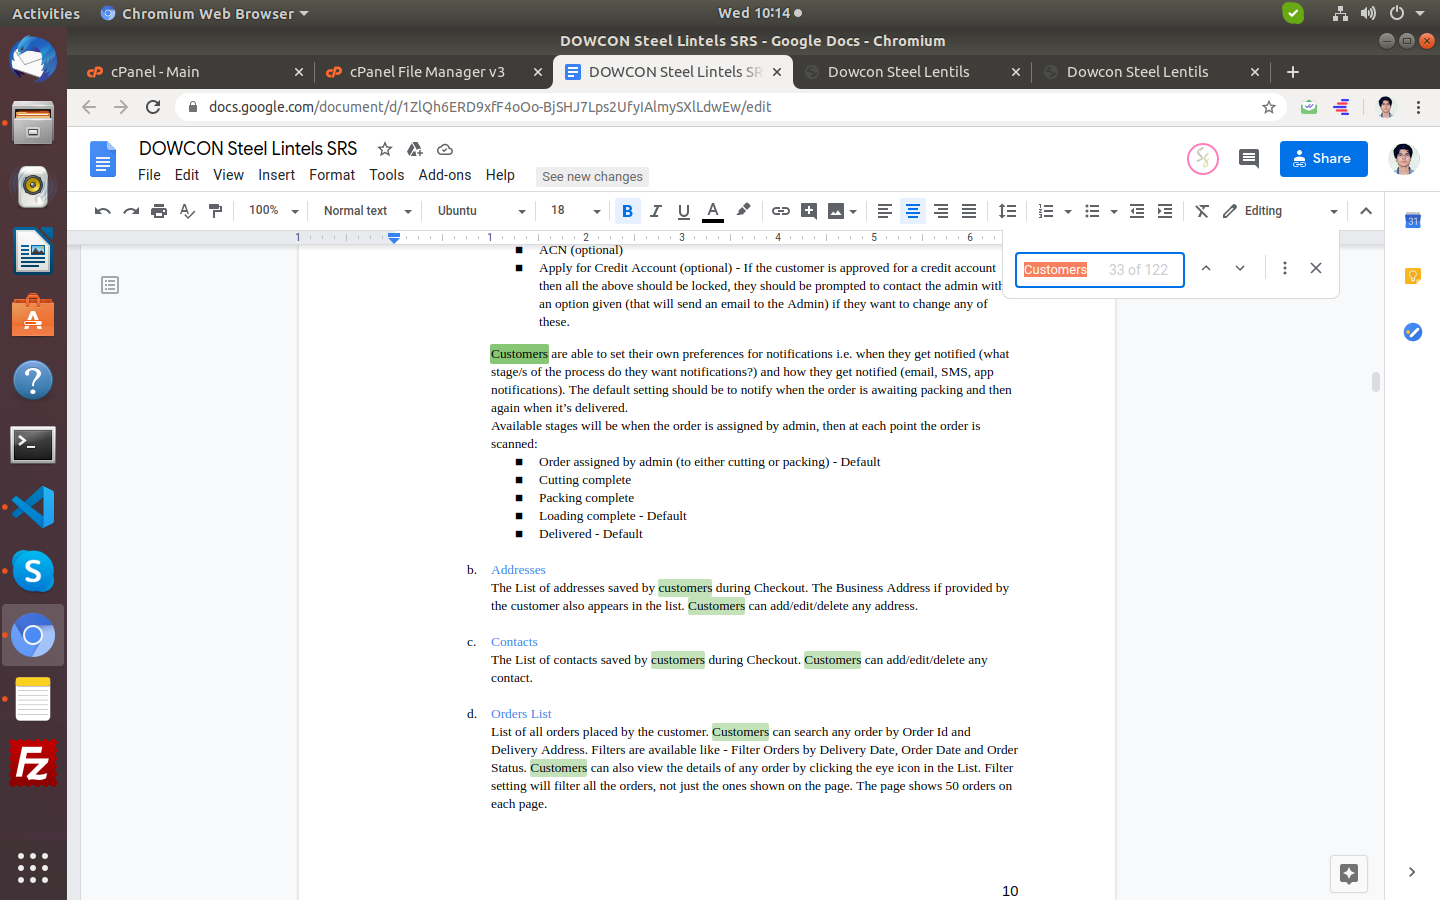 Activities Chromium Web Browser Wed 10:14
DOWCON Steel Lintels SRS - Google Docs - Chromium
cPanel - Main cPanel File Manager v3 DOWCON Steel Lintels SR Dowcon Steel Lentils Dowcon Steel Lentils
docs.google.com/document/d/1ZlQh6ERD9xfF4oOo-BjSHJ7Lps2UfyIAlmySXlLdwEw/edit
DOWCON Steel Lintels SRS
File Edit View Insert Format Tools Add-ons Help See new changes
Share
100% Normal text Ubuntu 18 B I U A Editing
1 1 2 3 4 5 6
Customers 33 of 122
31
ACN (optional)
Apply for Credit Account (optional) - If the customer is approved for a credit account
then all the above should be locked, they should be prompted to contact the admin wit
an option given (that will send an email to the Admin) if they want to change any of
these.
Customers are able to set their own preferences for notifications i.e. when they get notified (what
stage/s of the process do they want notifications?) and how they get notified (email, SMS, app
notifications). The default setting should be to notify when the order is awaiting packing and then
again when it’s delivered.
Available stages will be when the order is assigned by admin, then at each point the order is
scanned:
■ Order assigned by admin (to either cutting or packing) - Default
■ Cutting complete
■ Packing complete
■ Loading complete - Default
■ Delivered - Default
b. Addresses
The List of addresses saved by customers during Checkout. The Business Address if provided by
the customer also appears in the list. Customers can add/edit/delete any address.
c. Contacts
The List of contacts saved by customers during Checkout. Customers can add/edit/delete any
contact.
d. Orders List
List of all orders placed by the customer. Customers can search any order by Order Id and
Delivery Address. Filters are available like - Filter Orders by Delivery Date, Order Date and Order
Status. Customers can also view the details of any order by clicking the eye icon in the List. Filter
setting will filter all the orders, not just the ones shown on the page. The page shows 50 orders on
each page.
10